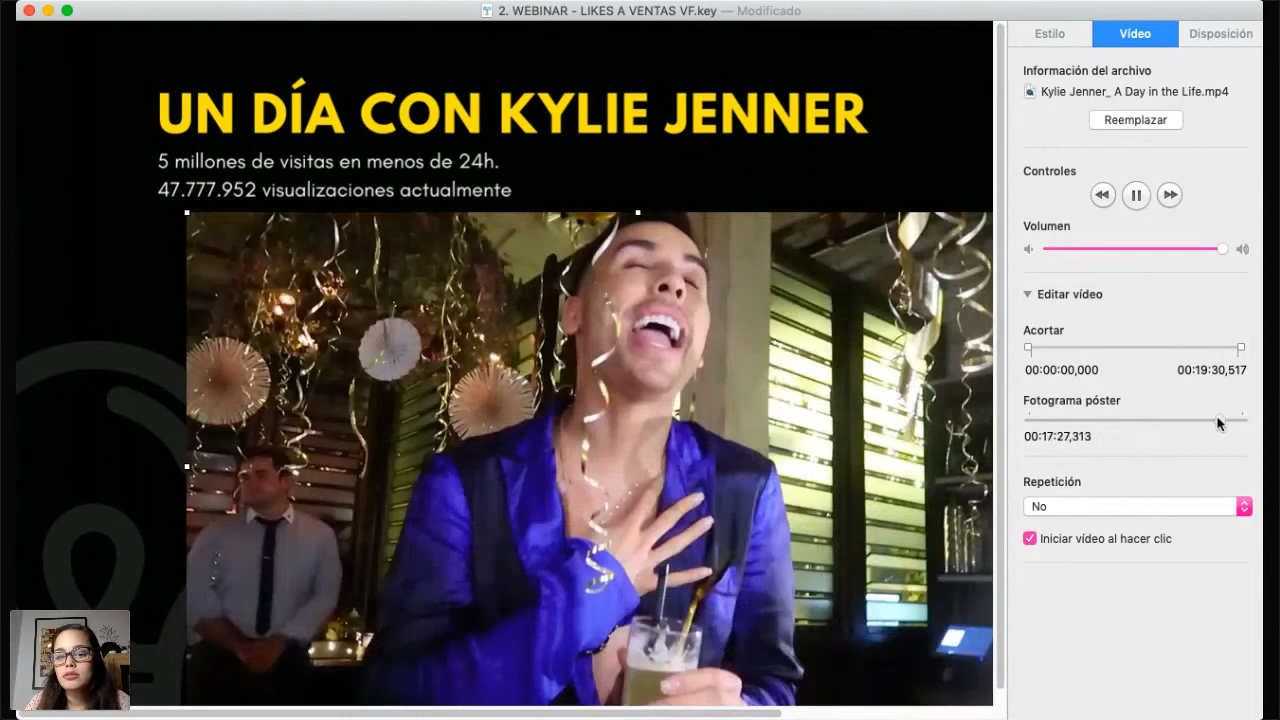 2. WEBINAR - LIKES A VENTAS VF.key — Modificado
Estilo
Vídeo
Disposición
UN DÍA CON KYLIE JENNER
5 millones de visitas en menos de 24h.
47.777.952 visualizaciones actualmente
Información del archivo
Kylie Jenner_ A Day in the Life.mp4
Reemplazar
Controles
Volumen
Editar vídeo
Acortar
00:00:00,000 00:19:30,517
Fotograma póster
00:17:27,313
Repetición
No
Iniciar vídeo al hacer clic